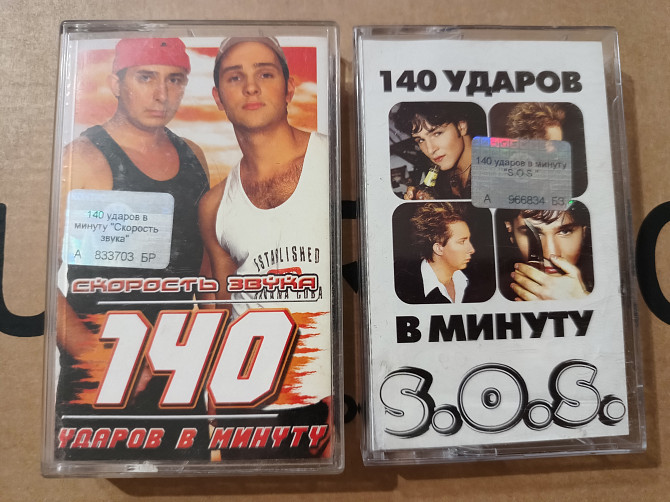 140 ударов в
минуту "Скорость
звука"
А 833703 БР
ESTABLISHED
СКОРОСТЬ ЗВУКА
140
УДАРОВ В МИНУТУ
140 УДАРОВ
140 ударов в минуту
"S.O.S."
А 966834 БЗ
В МИНУТУ
S.O.S.